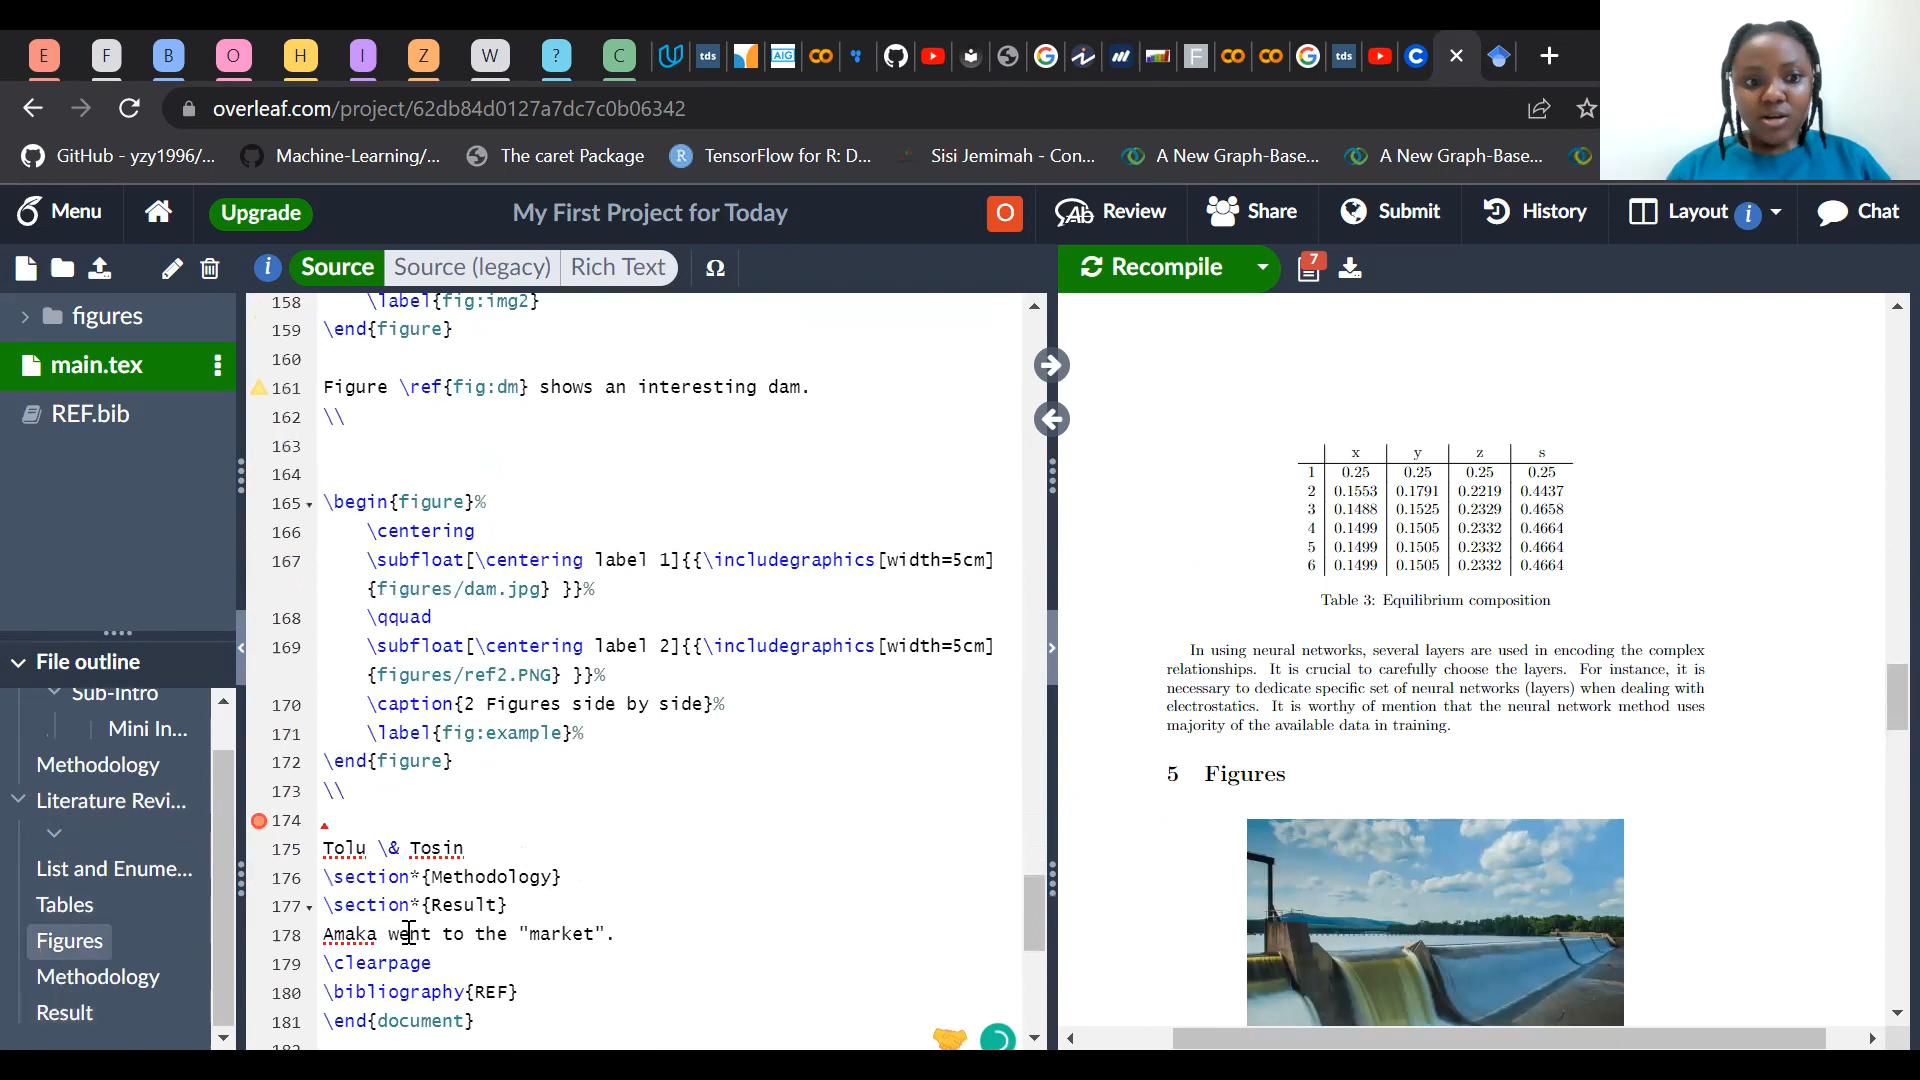 E F B O H I Z W ? C tds AIG F tds C
overleaf.com/project/62db84d0127a7dc7c0b06342
GitHub - yzy1996/... Machine-Learning/... The caret Package TensorFlow for R: D... Sisi Jemimah - Con... A New Graph-Base... A New Graph-Base...
Menu Upgrade My First Project for Today O Review Share Submit History Layout i Chat
i Source Source (legacy) Rich Text Ω Recompile 7
figures
main.tex
REF.bib
File outline
Sub-Intro
Mini In...
Methodology
Literature Revi...
List and Enume...
Tables
Figures
Methodology
Result
158 \label{fig:img2}
159 \end{figure}
160
161 Figure \ref{fig:dm} shows an interesting dam.
162 \\
163
164
165 \begin{figure}%
166 \centering
167 \subfloat[\centering label 1]{{\includegraphics[width=5cm]
{figures/dam.jpg} }}%
168 \qquad
169 \subfloat[\centering label 2]{{\includegraphics[width=5cm]
{figures/ref2.PNG} }}%
170 \caption{2 Figures side by side}%
171 \label{fig:example}%
172 \end{figure}
173 \\
174
175 Tolu \& Tosin
176 \section*{Methodology}
177 \section*{Result}
178 Amaka went to the "market".
179 \clearpage
180 \bibliography{REF}
181 \end{document}
x y z s
1 0.25 0.25 0.25 0.25
2 0.1553 0.1791 0.2219 0.4437
3 0.1488 0.1525 0.2329 0.4658
4 0.1499 0.1505 0.2332 0.4664
5 0.1499 0.1505 0.2332 0.4664
6 0.1499 0.1505 0.2332 0.4664
Table 3: Equilibrium composition
In using neural networks, several layers are used in encoding the complex
relationships. It is crucial to carefully choose the layers. For instance, it is
necessary to dedicate specific set of neural networks (layers) when dealing with
electrostatics. It is worthy of mention that the neural network method uses
majority of the available data in training.
5 Figures